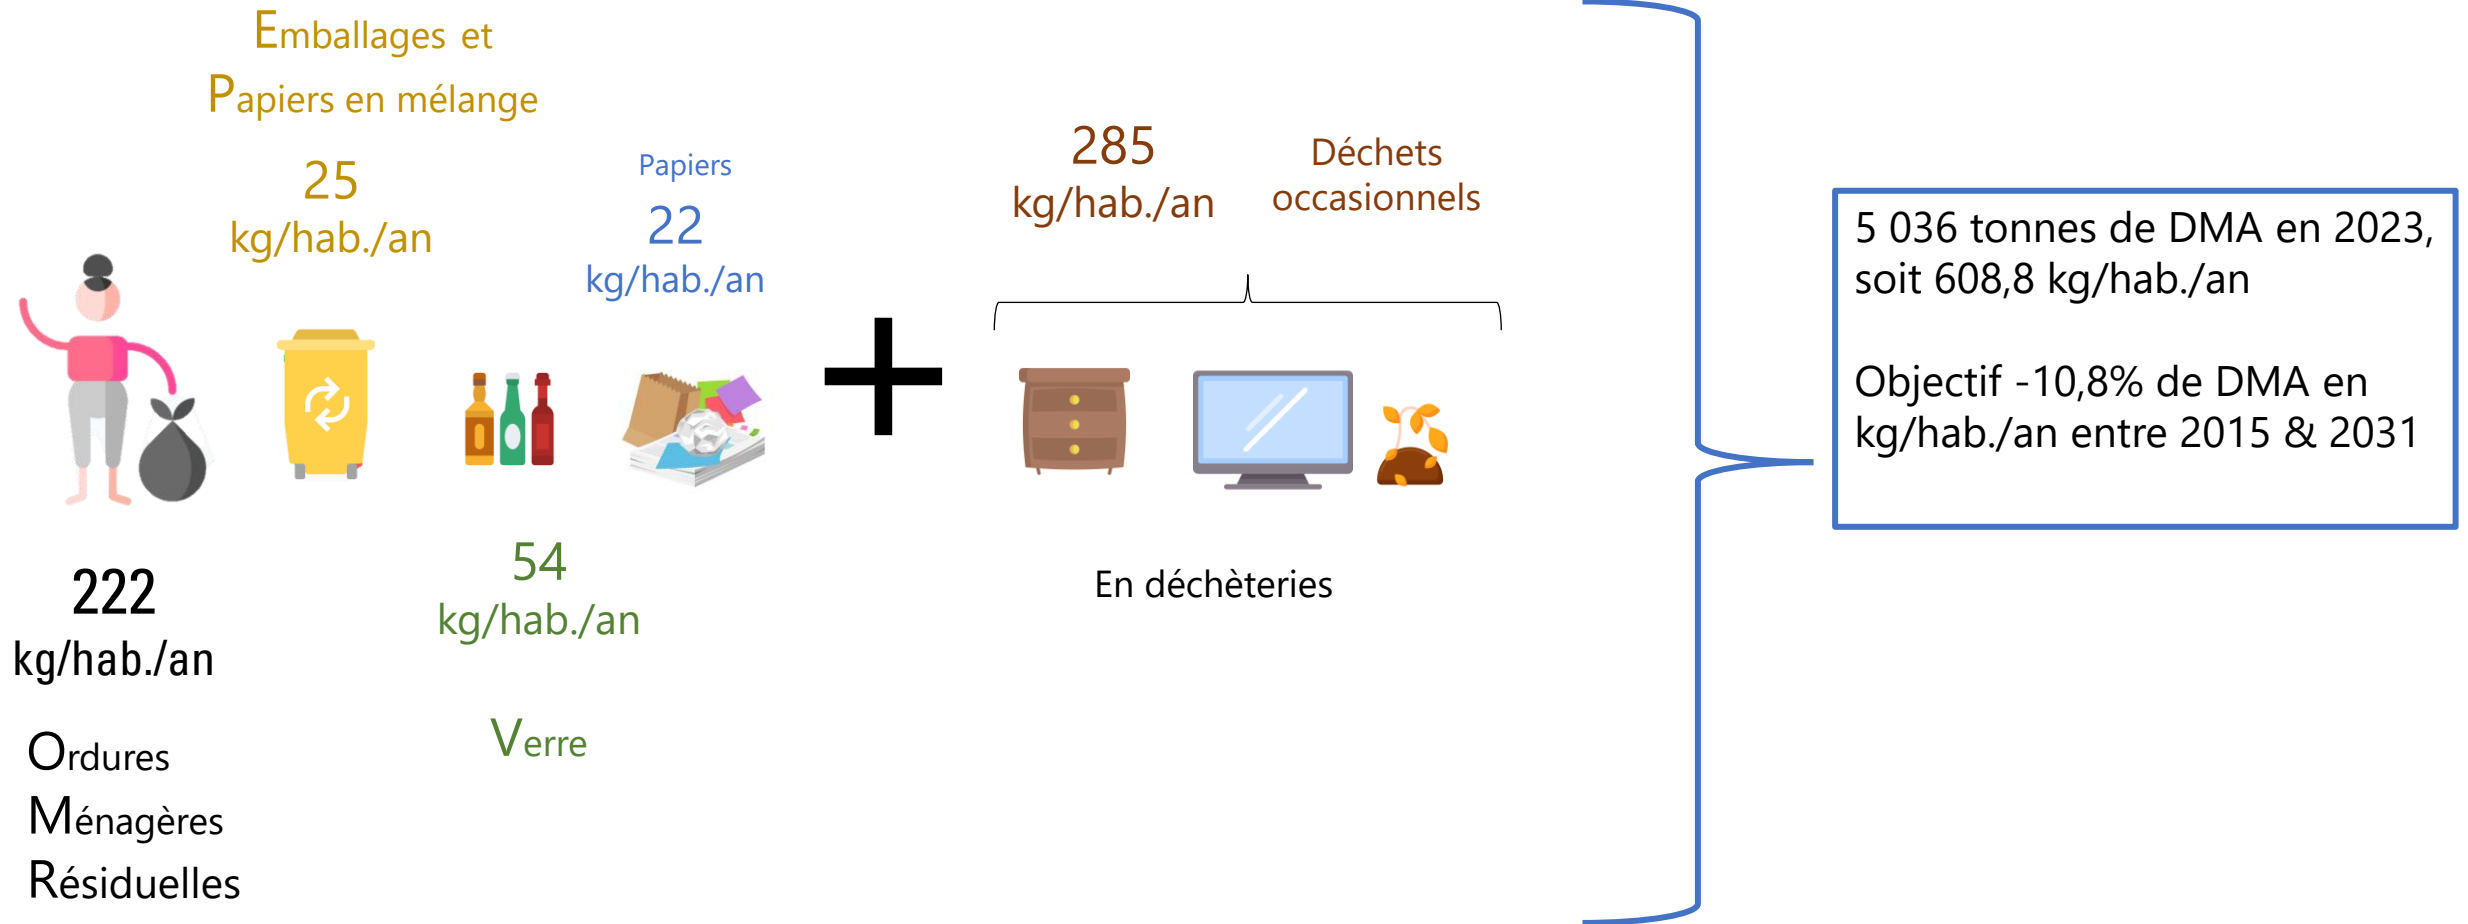 Emballages et
Papiers en mélange
25
kg/hab./an
Papiers
22
kg/hab./an
222
kg/hab./an
Ordures
Ménagères
Résiduelles
54
kg/hab./an
Verre
285
kg/hab./an
Déchets
occasionnels
En déchèteries
5 036 tonnes de DMA en 2023,
soit 608,8 kg/hab./an
Objectif -10,8% de DMA en
kg/hab./an entre 2015 & 2031